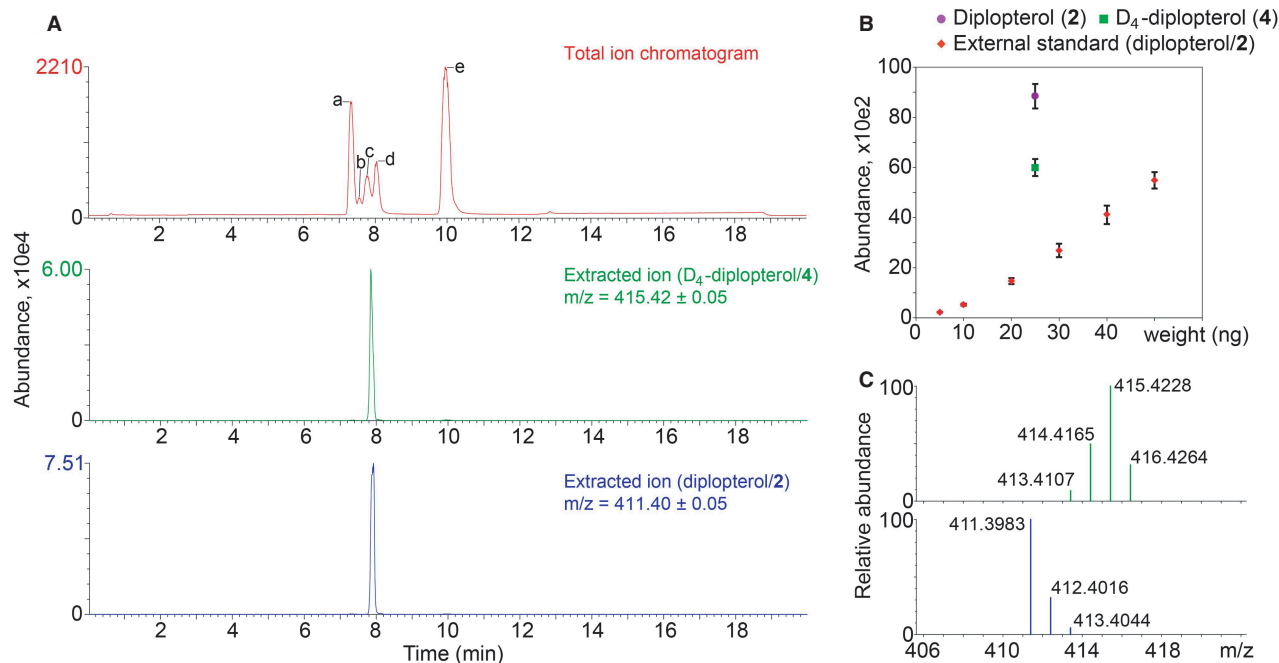 A
Total ion chromatogram
2210
a
b
c
d
e
0
2 4 6 8 10 12 14 16 18
6.00
Extracted ion (D4-diplopterol/4)
m/z = 415.42 ± 0.05
0
2 4 6 8 10 12 14 16 18
7.51
Extracted ion (diplopterol/2)
m/z = 411.40 ± 0.05
0
2 4 6 8 10 12 14 16 18
Time (min)
Abundance, x10e4
B
Diplopterol (2) D4-diplopterol (4)
External standard (diplopterol/2)
100
80
60
40
20
0
Abundance, x10e2
0 10 20 30 40 weight (ng)
C
100
415.4228
414.4165
416.4264
413.4107
0
100
411.3983
412.4016
413.4044
0
406 410 414 418 m/z
Relative abundance